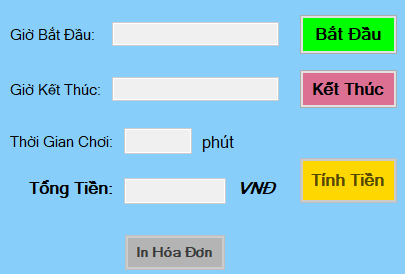 Giờ Bắt Đầu: Bắt Đầu
Giờ Kết Thúc: Kết Thúc
Thời Gian Chơi: phút
Tổng Tiền: VNĐ Tính Tiền
In Hóa Đơn